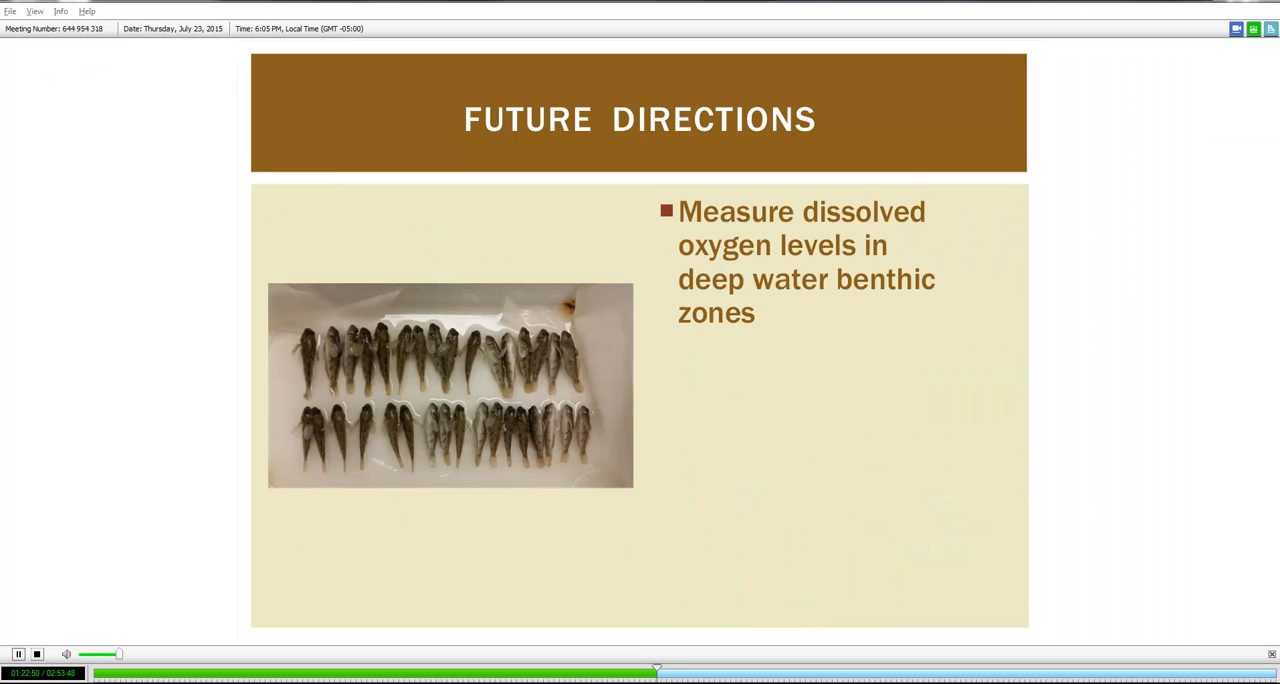 File View Info Help
Meeting Number: 644 954 318 Date: Thursday, July 23, 2015 Time: 6:05 PM, Local Time (GMT -05:00)
FUTURE DIRECTIONS
Measure dissolved
oxygen levels in
deep water benthic
zones
01:22:50 / 02:53:48